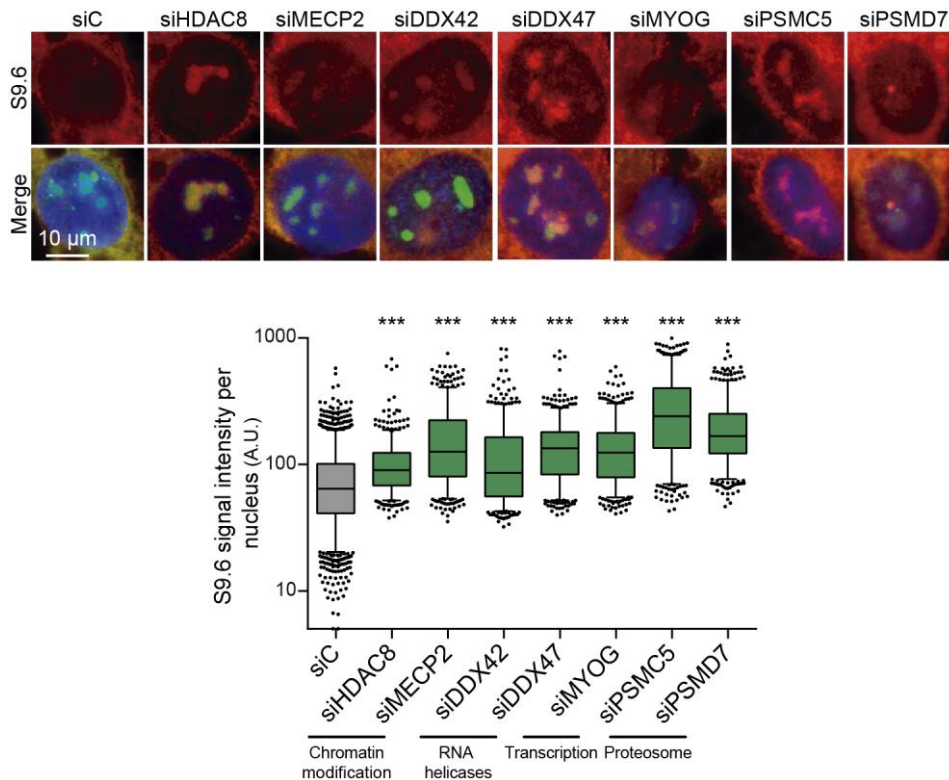 siC siHDAC8 siMECP2 siDDX42 siDDX47 siMYOG siPSMC5 siPSMD7
S9.6
Merge
10 µm
*** *** *** *** *** *** ***
1000
100
10
S9.6 signal intensity per
nucleus (A.U.)
siC siHDAC8 siMECP2 siDDX42 siDDX47 siMYOG siPSMC5 siPSMD7
Chromatin modification
RNA helicases
Transcription
Proteosome